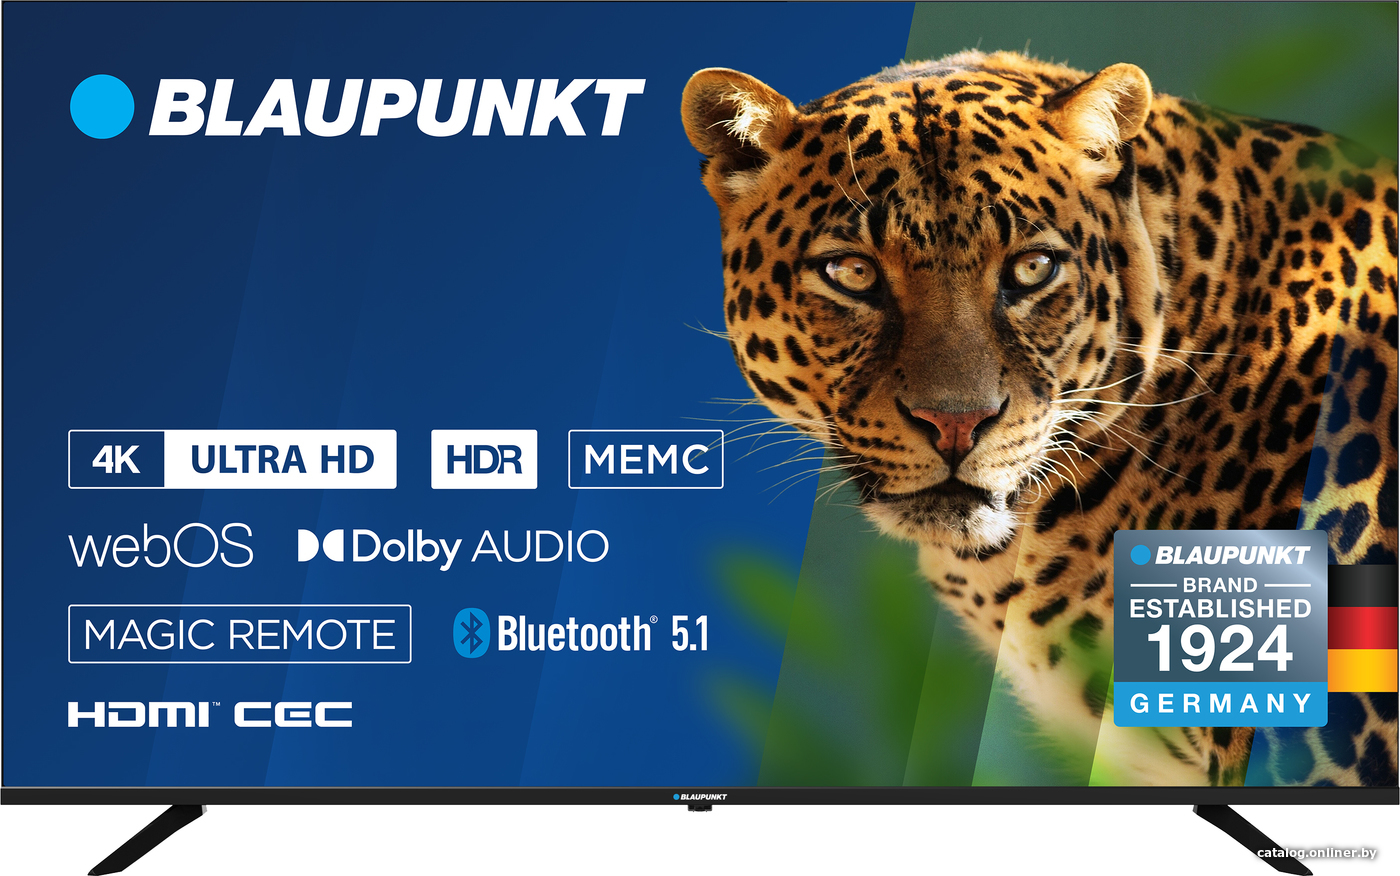 BLAUPUNKT
4K ULTRA HD HDR MEMC
webOS Dolby AUDIO
MAGIC REMOTE Bluetooth® 5.1
HDMI™ CEC
BLAUPUNKT
BRAND
ESTABLISHED
1924
GERMANY
BLAUPUNKT
catalog.onliner.by